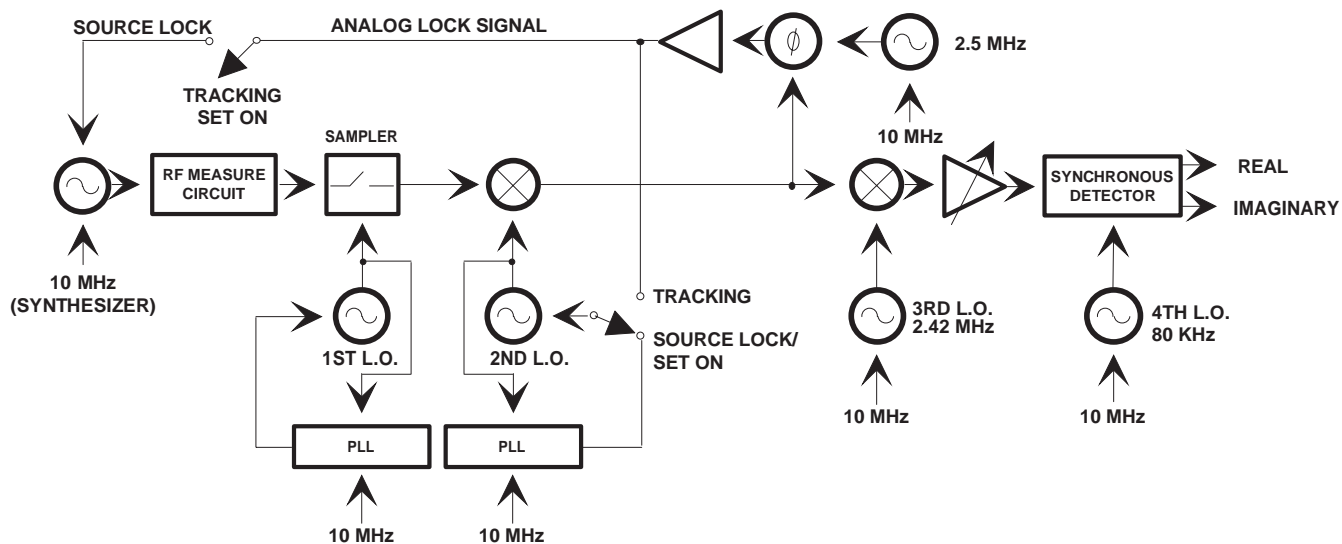 SOURCE LOCK
ANALOG LOCK SIGNAL
ϕ
2.5 MHz
TRACKING
SET ON
10 MHz
SAMPLER
RF MEASURE
CIRCUIT
SYNCHRONOUS
DETECTOR
REAL
IMAGINARY
10 MHz
(SYNTHESIZER)
TRACKING
SOURCE LOCK/
SET ON
1ST L.O.
2ND L.O.
3RD L.O.
2.42 MHz
4TH L.O.
80 KHz
10 MHz
10 MHz
PLL
PLL
10 MHz
10 MHz